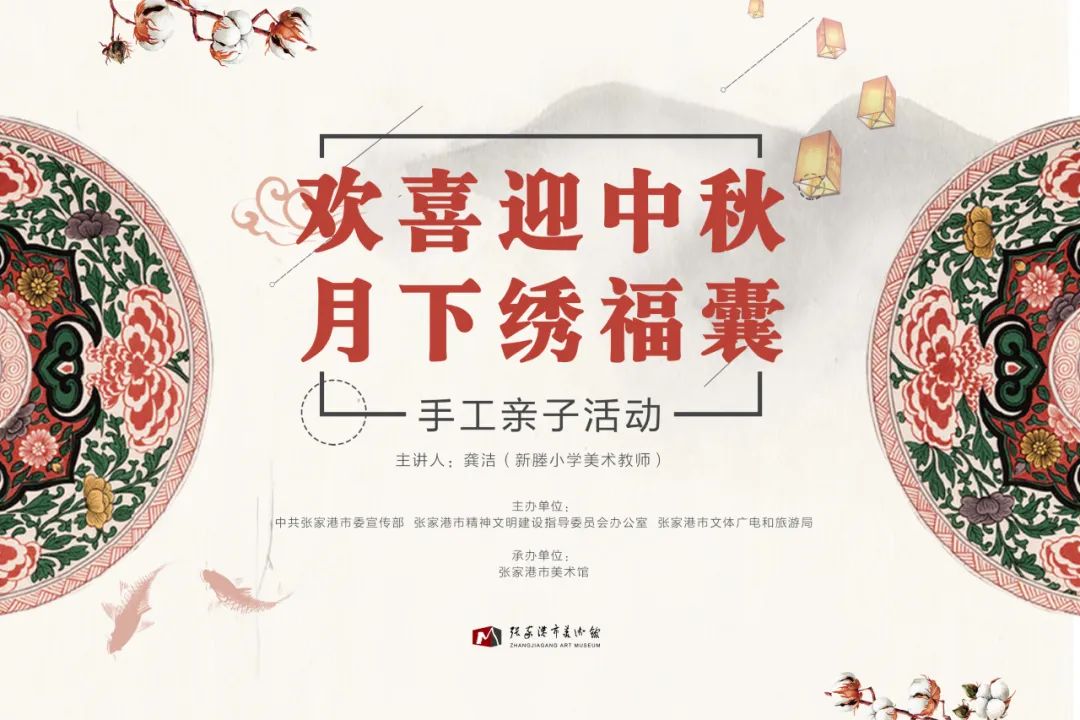 欢喜迎中秋
月下绣福囊
手工亲子活动
主讲人：龚洁（新塍小学美术教师）
主办单位：
中共张家港市委宣传部 张家港市精神文明建设指导委员会办公室 张家港市文体广电和旅游局
承办单位：
张家港市美术馆
张家港市美术馆
ZHANGJIAGANG ART MUSEUM